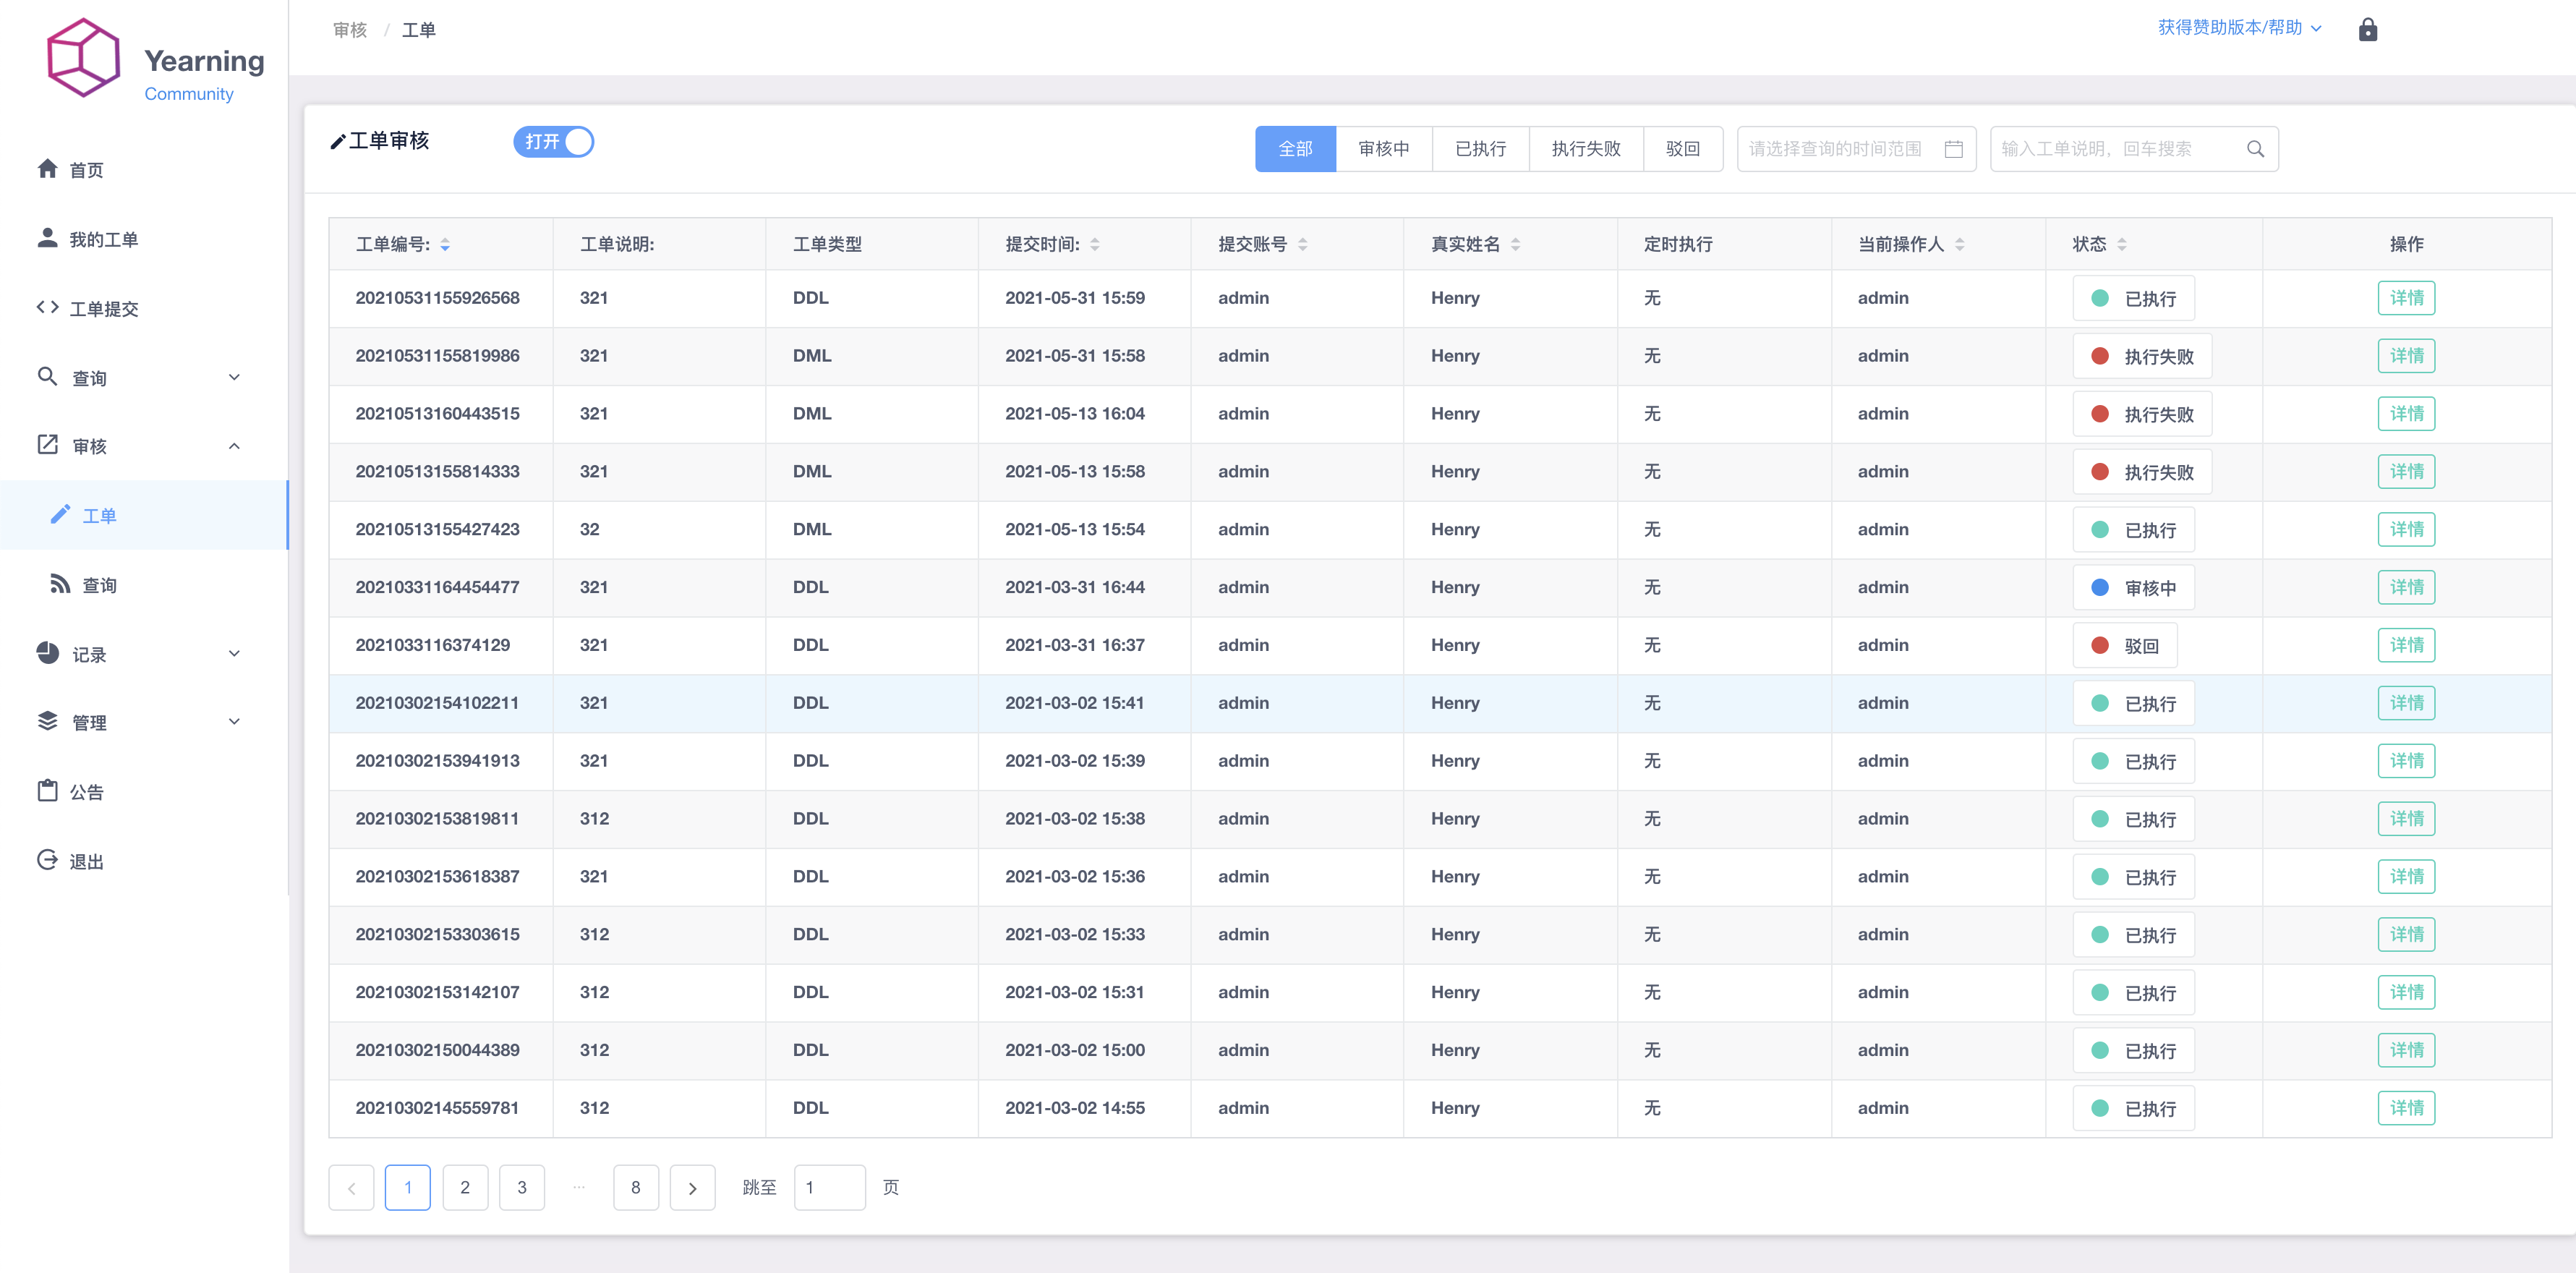 Yearning
Community
首页
我的工单
工单提交
查询
审核
工单
查询
记录
管理
公告
退出
审核 / 工单
获得赞助版本/帮助
工单审核 打开 全部 审核中 已执行 执行失败 驳回 请选择查询的时间范围 输入工单说明，回车搜索
工单编号: 工单说明: 工单类型 提交时间: 提交账号 真实姓名 定时执行 当前操作人 状态 操作
20210531155926568 321 DDL 2021-05-31 15:59 admin Henry 无 admin 已执行 详情
20210531155819986 321 DML 2021-05-31 15:58 admin Henry 无 admin 执行失败 详情
20210513160443515 321 DML 2021-05-13 16:04 admin Henry 无 admin 执行失败 详情
20210513155814333 321 DML 2021-05-13 15:58 admin Henry 无 admin 执行失败 详情
20210513155427423 32 DML 2021-05-13 15:54 admin Henry 无 admin 已执行 详情
20210331164454477 321 DDL 2021-03-31 16:44 admin Henry 无 admin 审核中 详情
2021033116374129 321 DDL 2021-03-31 16:37 admin Henry 无 admin 驳回 详情
20210302154102211 321 DDL 2021-03-02 15:41 admin Henry 无 admin 已执行 详情
20210302153941913 321 DDL 2021-03-02 15:39 admin Henry 无 admin 已执行 详情
20210302153819811 312 DDL 2021-03-02 15:38 admin Henry 无 admin 已执行 详情
20210302153618387 321 DDL 2021-03-02 15:36 admin Henry 无 admin 已执行 详情
20210302153303615 312 DDL 2021-03-02 15:33 admin Henry 无 admin 已执行 详情
20210302153142107 312 DDL 2021-03-02 15:31 admin Henry 无 admin 已执行 详情
20210302150044389 312 DDL 2021-03-02 15:00 admin Henry 无 admin 已执行 详情
20210302145559781 312 DDL 2021-03-02 14:55 admin Henry 无 admin 已执行 详情
1 2 3 ··· 8 跳至 1 页